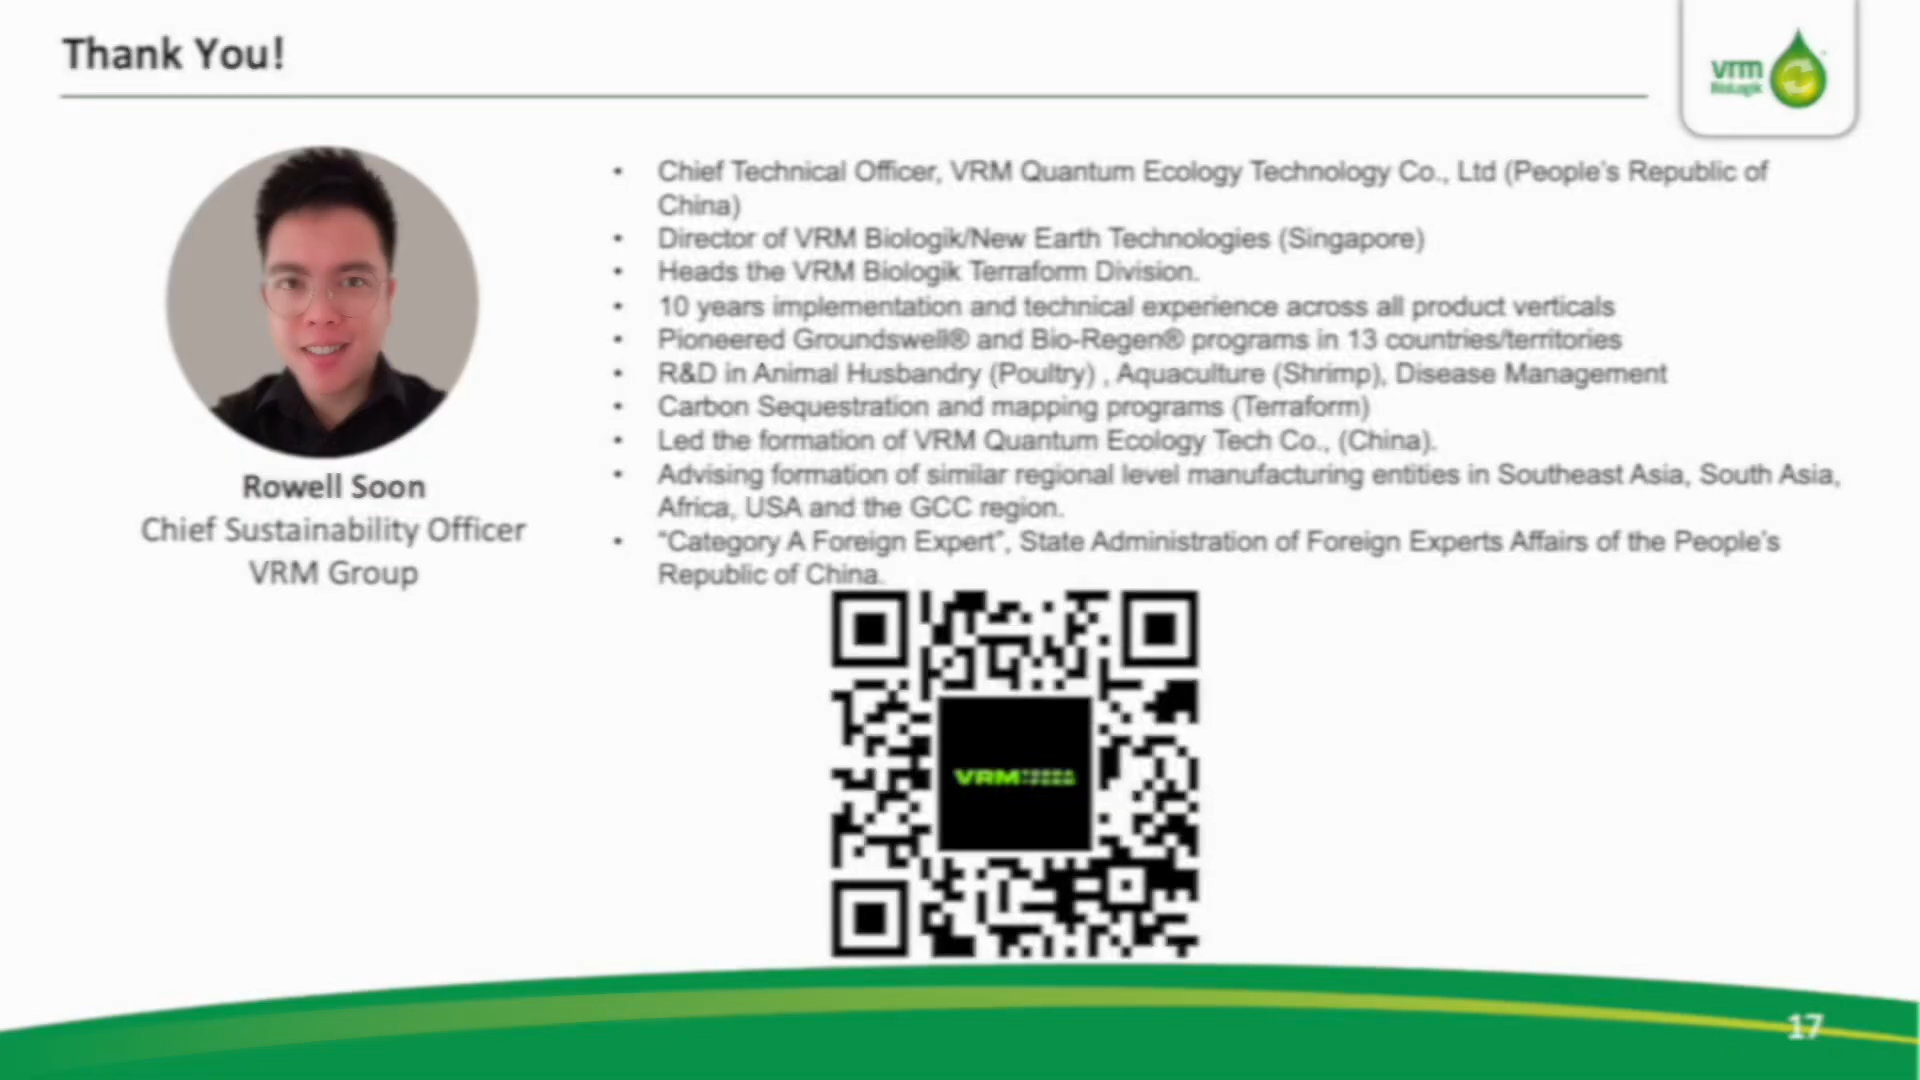 Thank You!
vrm
BioLogik
• Chief Technical Officer, VRM Quantum Ecology Technology Co., Ltd (People's Republic of
China)
• Director of VRM Biologik/New Earth Technologies (Singapore)
• Heads the VRM Biologik Terraform Division.
• 10 years implementation and technical experience across all product verticals
• Pioneered Groundswell® and Bio-Regen® programs in 13 countries/territories
• R&D in Animal Husbandry (Poultry) , Aquaculture (Shrimp), Disease Management
• Carbon Sequestration and mapping programs (Terraform)
• Led the formation of VRM Quantum Ecology Tech Co., (China).
• Advising formation of similar regional level manufacturing entities in Southeast Asia, South Asia,
Africa, USA and the GCC region.
• “Category A Foreign Expert”, State Administration of Foreign Experts Affairs of the People's
Republic of China.
Rowell Soon
Chief Sustainability Officer
VRM Group
VRM
17